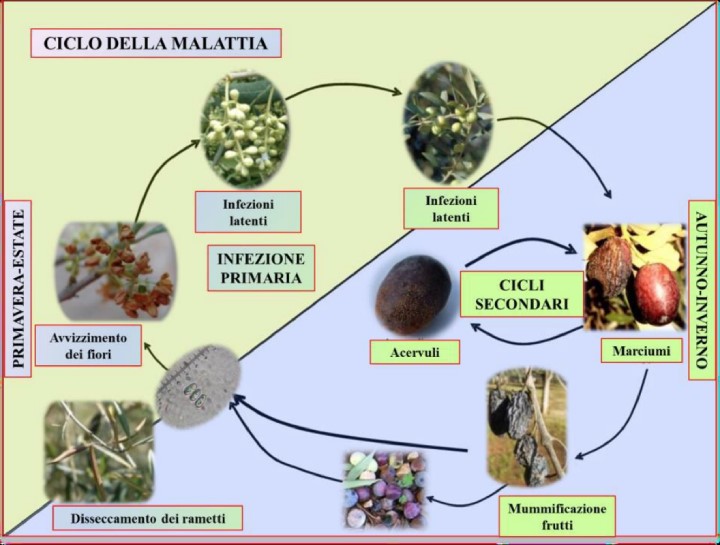 CICLO DELLA MALATTIA
Infezioni
latenti
Infezioni
latenti
PRIMAVERA-ESTATE
INFEZIONE
PRIMARIA
AUTUNNO-INVERNO
CICLI
SECONDARI
Avvizzimento
dei fiori
Acervuli
Marciumi
Disseccamento dei rametti
Mummificazione
frutti